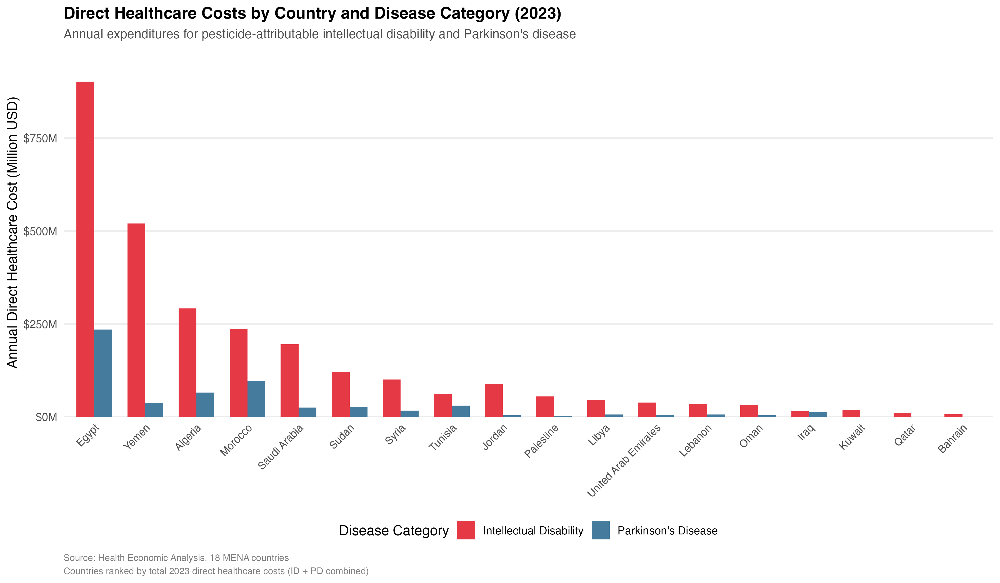 Direct Healthcare Costs by Country and Disease Category (2023)
Annual expenditures for pesticide-attributable intellectual disability and Parkinson's disease
Annual Direct Healthcare Cost (Million USD)
$750M
$500M
$250M
$0M
Egypt
Yemen
Algeria
Morocco
Saudi Arabia
Sudan
Syria
Tunisia
Jordan
Palestine
Libya
United Arab Emirates
Lebanon
Oman
Iraq
Kuwait
Qatar
Bahrain
Disease Category
Intellectual Disability
Parkinson's Disease
Source: Health Economic Analysis, 18 MENA countries
Countries ranked by total 2023 direct healthcare costs (ID + PD combined)